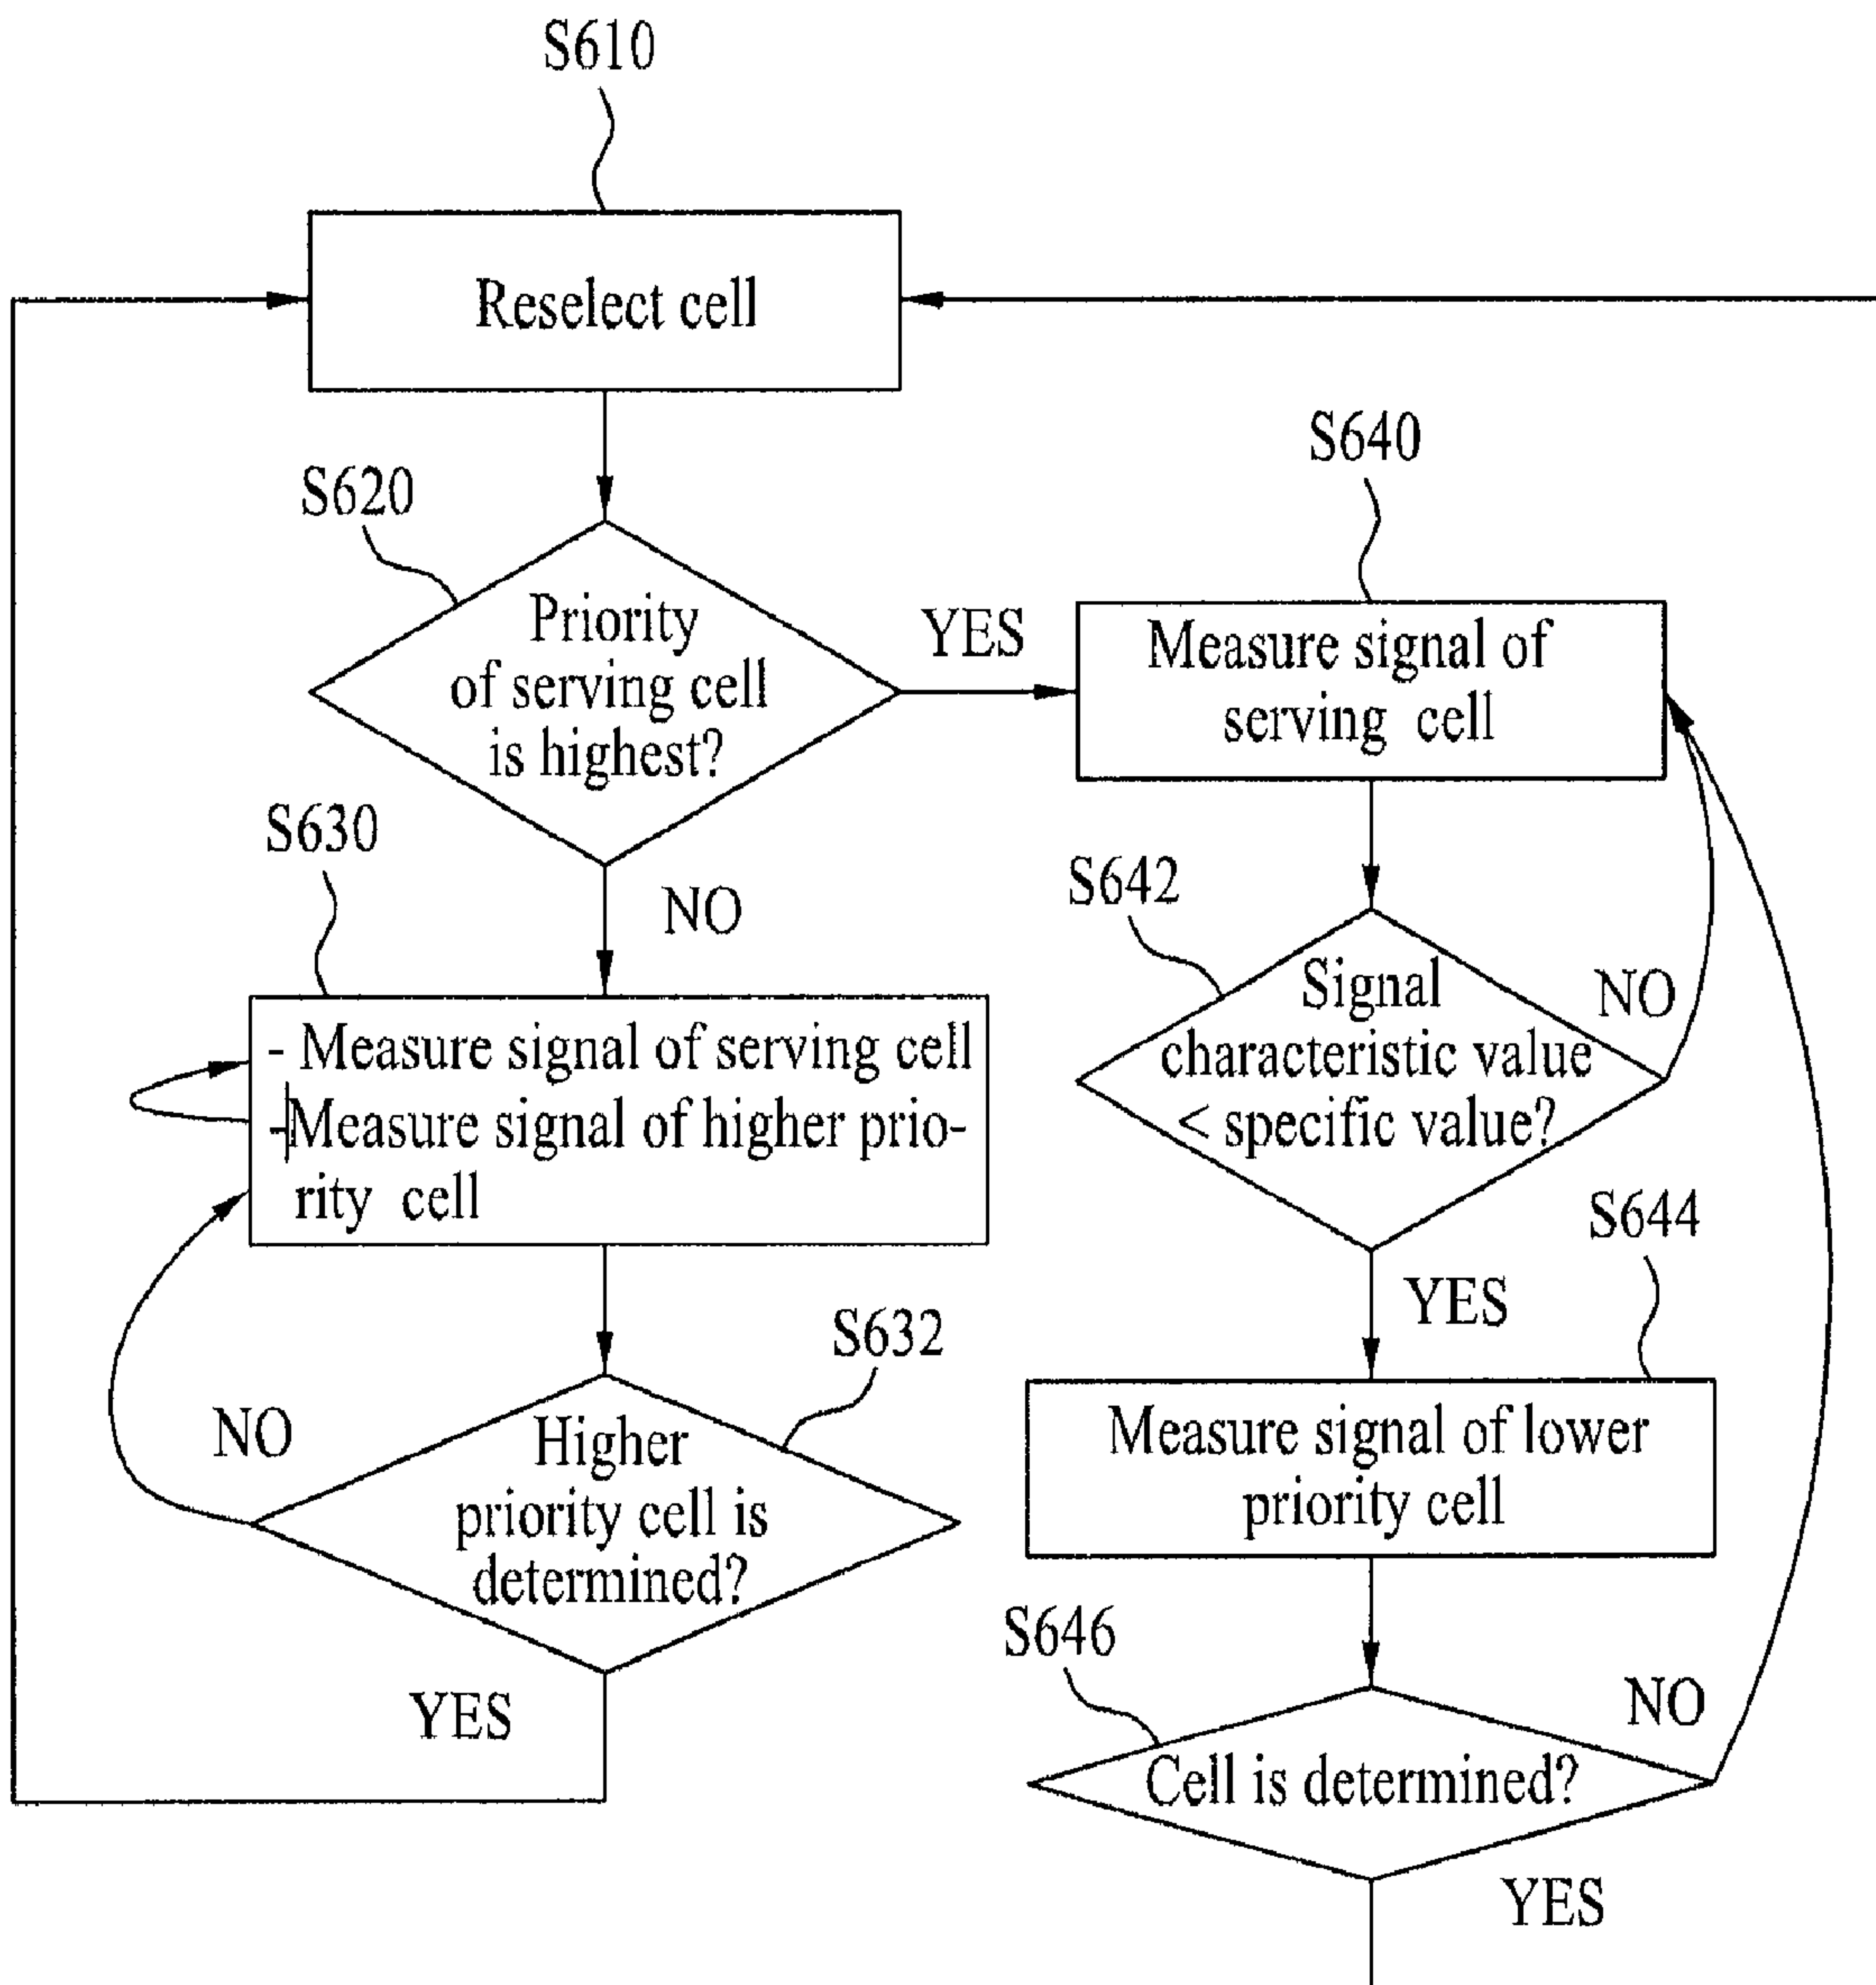 S610
Reselect cell
S620
Priority
of serving cell
is highest?
YES
S640
Measure signal of
serving cell
S630
NO
- Measure signal of serving cell
- Measure signal of higher prio-
rity cell
S642
Signal
characteristic value
< specific value?
NO
YES
S632
Higher
priority cell is
determined?
NO
YES
S644
Measure signal of lower
priority cell
S646
Cell is determined?
NO
YES